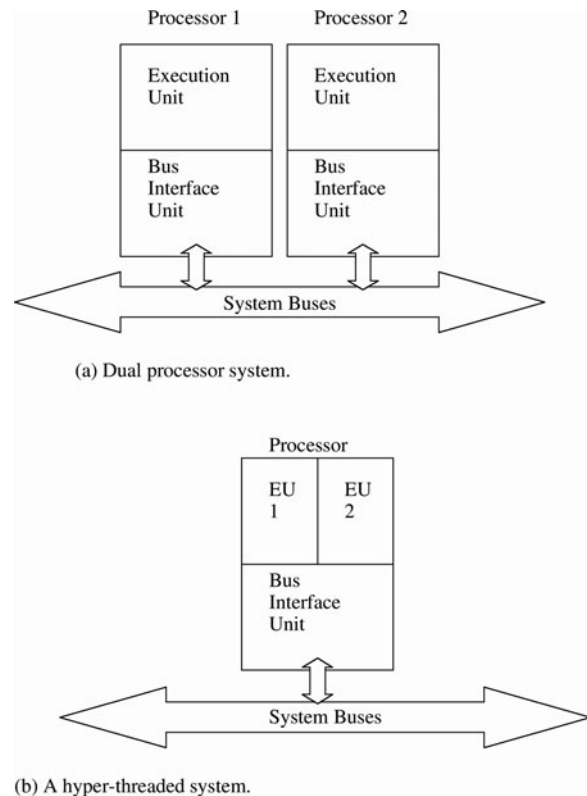 Processor 1
Processor 2
Execution
Unit
Execution
Unit
Bus
Interface
Unit
Bus
Interface
Unit
System Buses
(a) Dual processor system.
Processor
EU
1
EU
2
Bus
Interface
Unit
System Buses
(b) A hyper-threaded system.